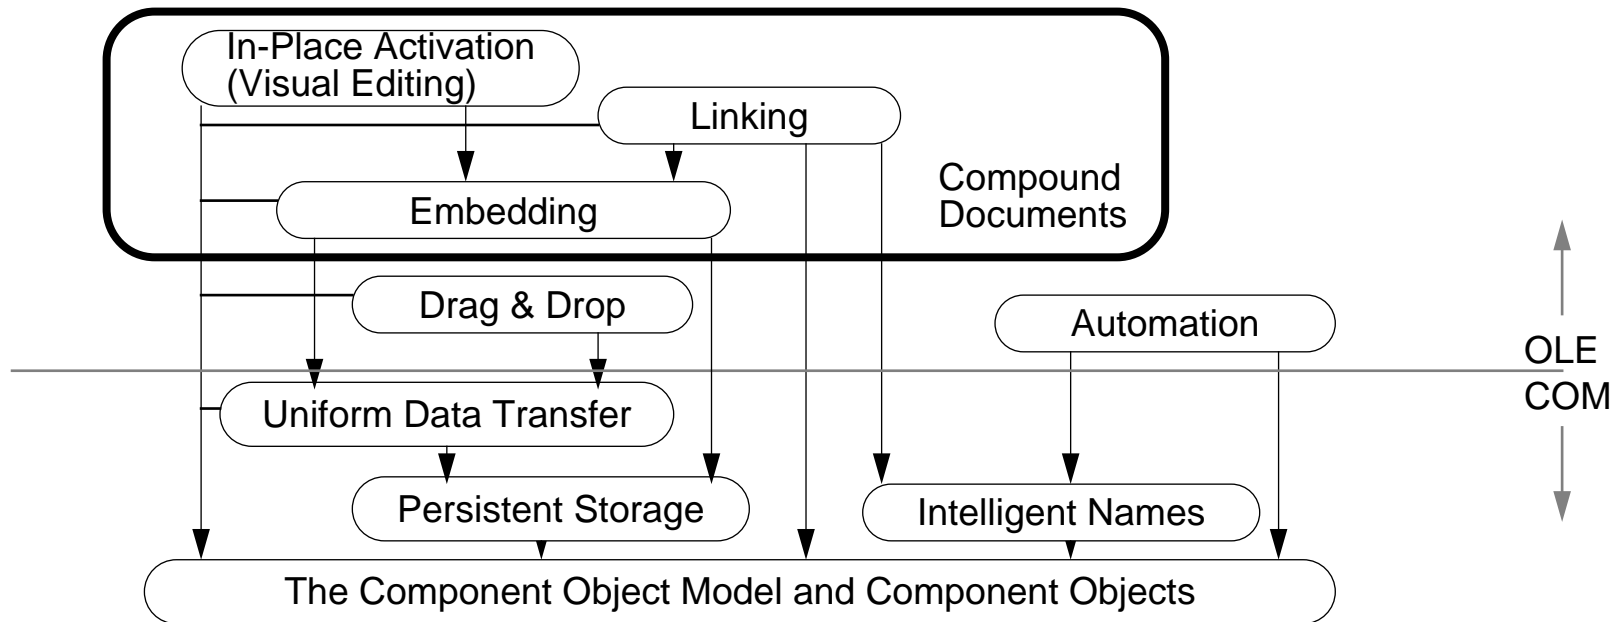 In-Place Activation
(Visual Editing)
Linking
Compound
Documents
Embedding
Drag & Drop
Automation
OLE
COM
Uniform Data Transfer
Persistent Storage
Intelligent Names
The Component Object Model and Component Objects